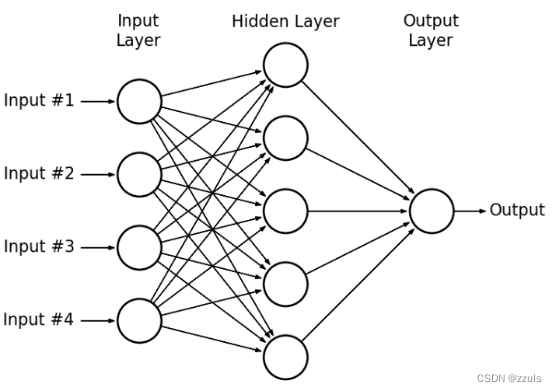 Input
Layer
Hidden Layer
Output
Layer
Input #1
Input #2
Input #3
Input #4
Output
CSDN @zzuls